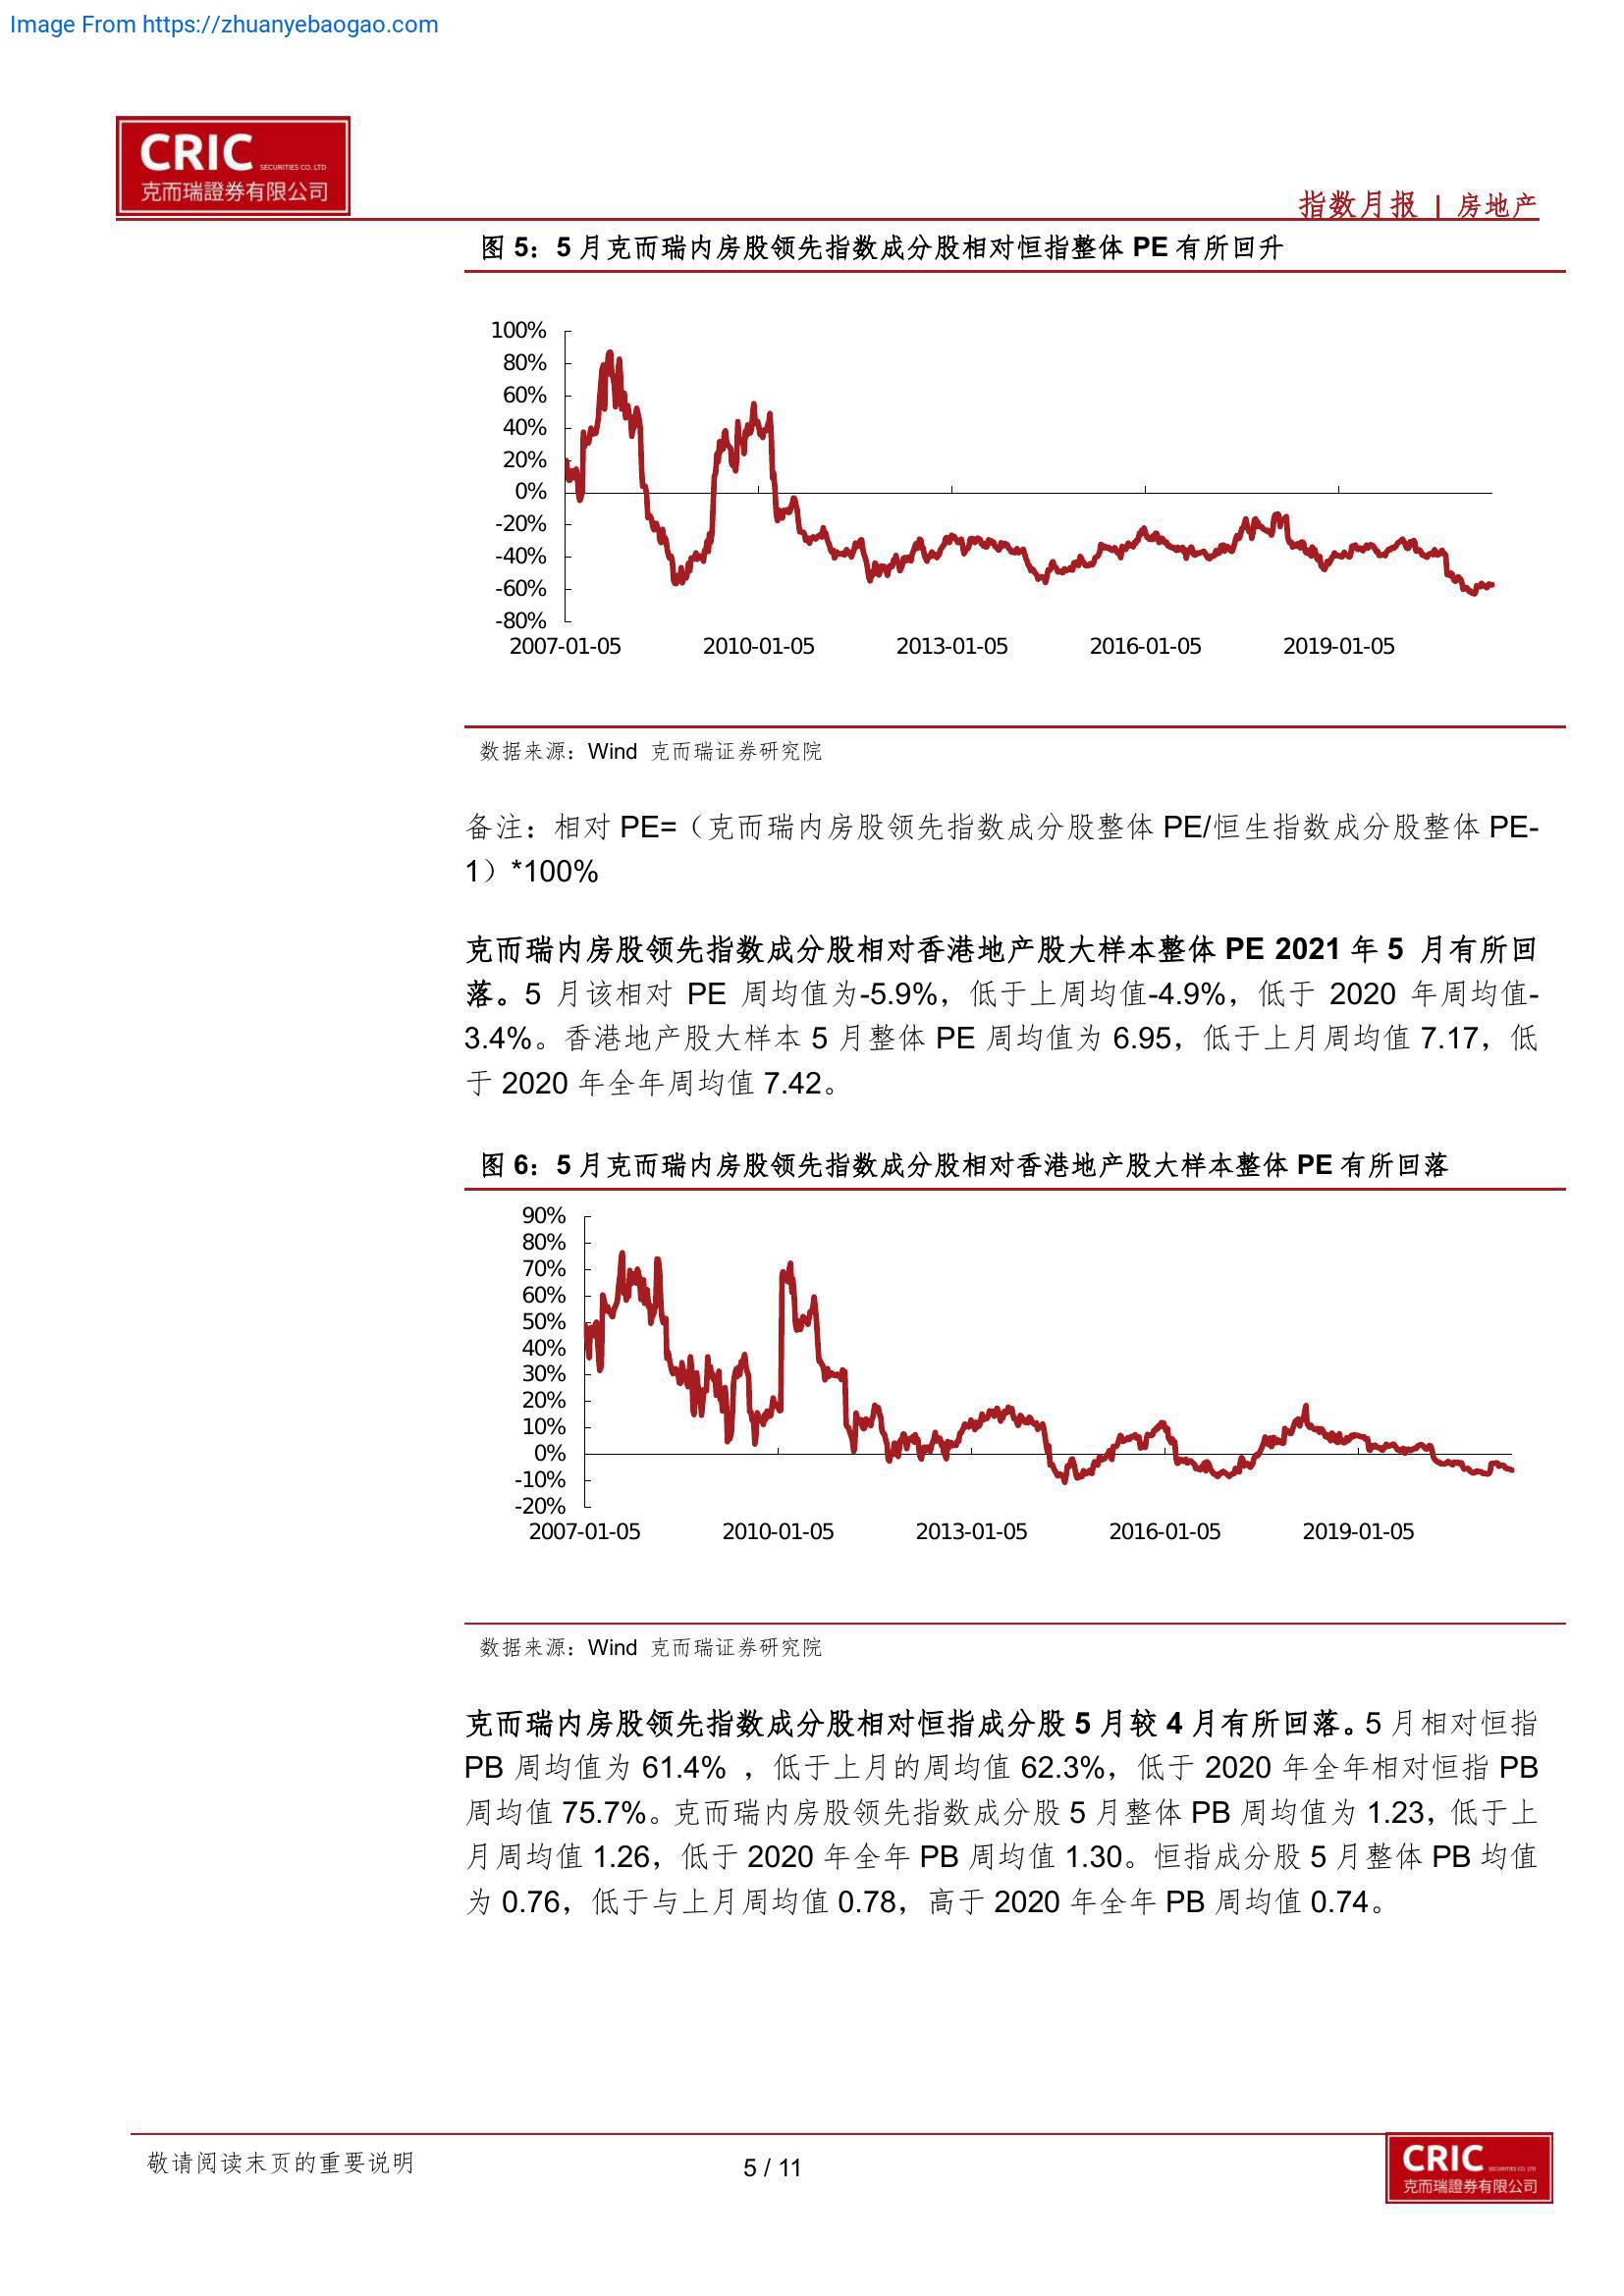 Image From https://zhuanyebaogao.com
CRIC SECURITIES CO. LTD
克而瑞證券有限公司
指数月报 | 房地产
图 5：5 月克而瑞内房股领先指数成分股相对恒指整体 PE 有所回升
100%
80%
60%
40%
20%
0%
-20%
-40%
-60%
-80%
2007-01-05 2010-01-05 2013-01-05 2016-01-05 2019-01-05
数据来源：Wind 克而瑞证券研究院
备注：相对 PE=（克而瑞内房股领先指数成分股整体 PE/恒生指数成分股整体 PE-
1）*100%
克而瑞内房股领先指数成分股相对香港地产股大样本整体 PE 2021 年 5 月有所回
落。5 月该相对 PE 周均值为-5.9%，低于上周均值-4.9%，低于 2020 年周均值-
3.4%。香港地产股大样本 5 月整体 PE 周均值为 6.95，低于上月周均值 7.17，低
于 2020 年全年周均值 7.42。
图 6：5 月克而瑞内房股领先指数成分股相对香港地产股大样本整体 PE 有所回落
90%
80%
70%
60%
50%
40%
30%
20%
10%
0%
-10%
-20%
2007-01-05 2010-01-05 2013-01-05 2016-01-05 2019-01-05
数据来源：Wind 克而瑞证券研究院
克而瑞内房股领先指数成分股相对恒指成分股 5 月较 4 月有所回落。5 月相对恒指
PB 周均值为 61.4% ，低于上月的周均值 62.3%，低于 2020 年全年相对恒指 PB
周均值 75.7%。克而瑞内房股领先指数成分股 5 月整体 PB 周均值为 1.23，低于上
月周均值 1.26，低于 2020 年全年 PB 周均值 1.30。恒指成分股 5 月整体 PB 均值
为 0.76，低于与上月周均值 0.78，高于 2020 年全年 PB 周均值 0.74。
敬请阅读末页的重要说明
5 / 11
CRIC SECURITIES CO. LTD
克而瑞證券有限公司